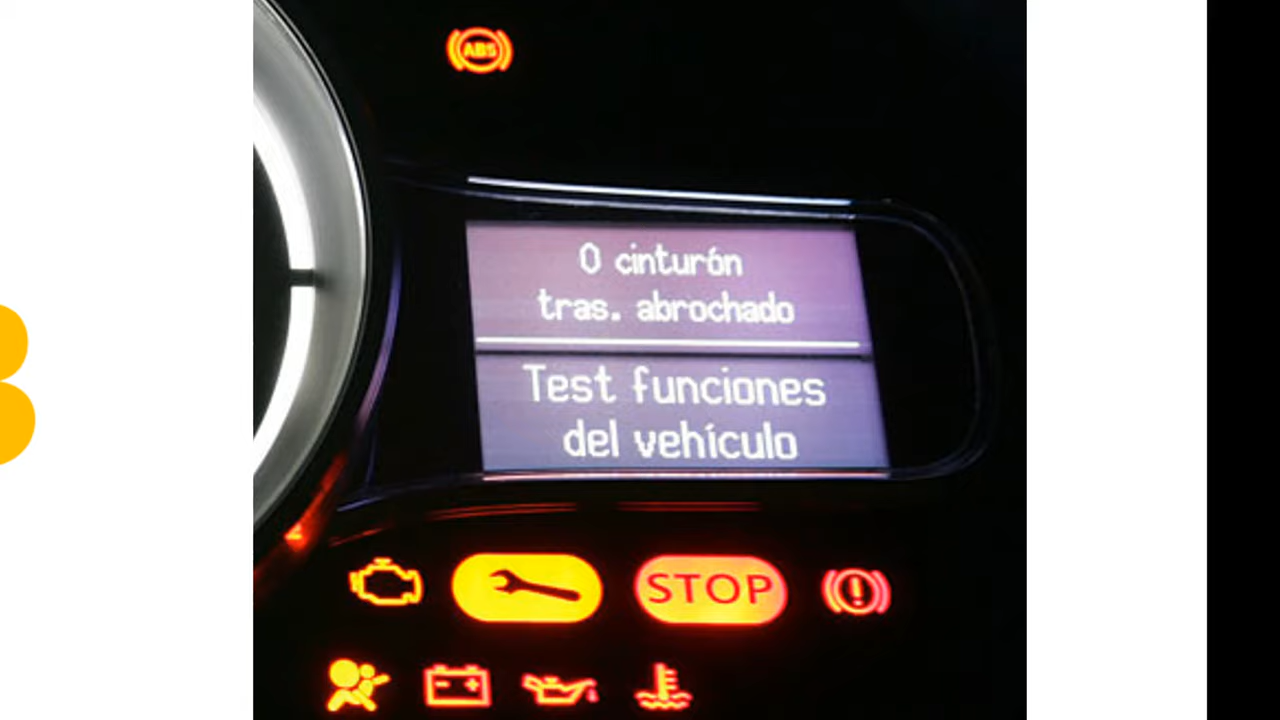 ABS
0 cinturón
tras. abrochado
Test funciones
del vehículo
STOP